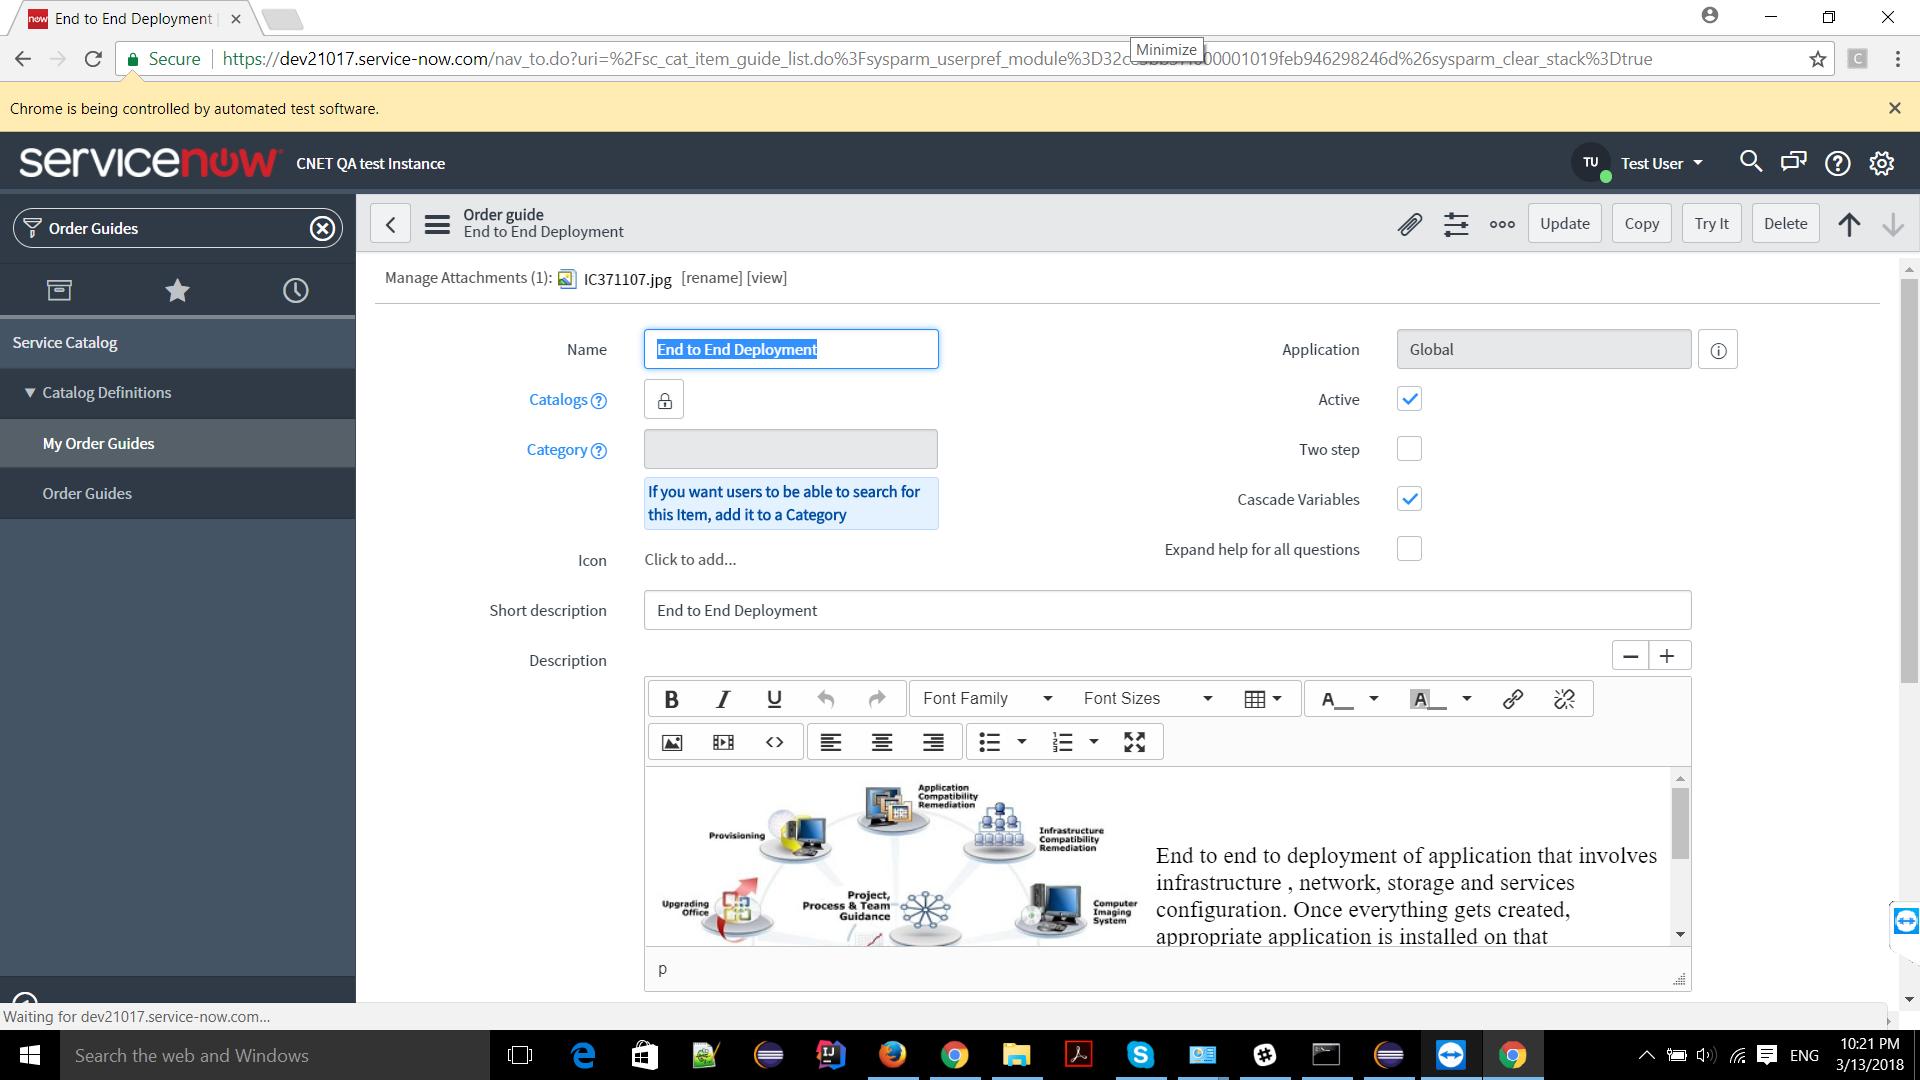 End to End Deployment
Secure
https://dev21017.service-now.com/nav_to.do?uri=%2Fsc_cat_item_guide_list.do%3Fsysparm_userpref_module%3D32c
000001019feb946298246d%26sysparm_clear_stack%3Dtrue
Minimize
C
Chrome is being controlled by automated test software.
servicenow
CNET QA test Instance
TU
Test User
Order Guides
Order guide
End to End Deployment
Update
Copy
Try It
Delete
Manage Attachments (1):
IC371107.jpg
[rename] [view]
Service Catalog
Catalog Definitions
My Order Guides
Order Guides
Name
End to End Deployment
Application
Global
Catalogs
Active
Category
Two step
If you want users to be able to search for
this Item, add it to a Category
Cascade Variables
Expand help for all questions
Icon
Click to add...
Short description
End to End Deployment
Description
B I U
Font Family
Font Sizes
A
A
Application
Compatibility
Remediation
Provisioning
Infrastructure
Compatibility
Remediation
Upgrading
Office
Project,
Process & Team
Guidance
Computer
Imaging
System
End to end to deployment of application that involves
infrastructure , network, storage and services
configuration. Once everything gets created,
appropriate application is installed on that
p
Waiting for dev21017.service-now.com...
Search the web and Windows
ENG
10:21 PM
3/13/2018